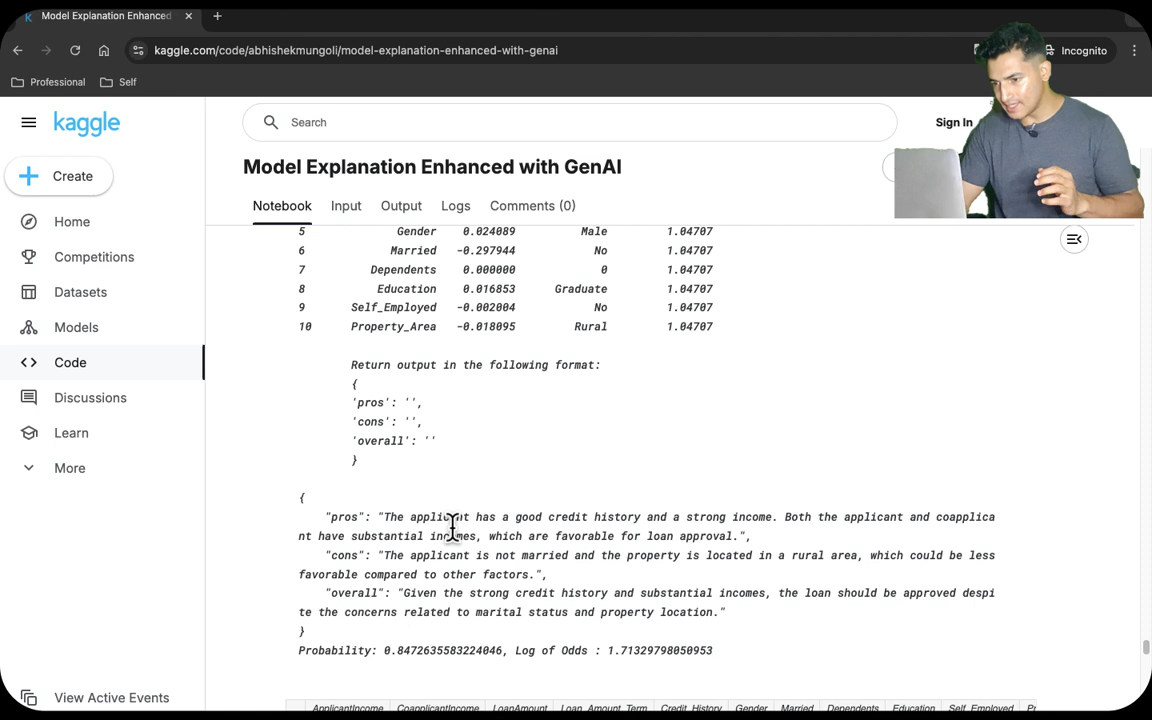 Model Explanation Enhanced
kaggle.com/code/abhishekmungoli/model-explanation-enhanced-with-genai
Incognito
Professional
Self
kaggle
Search
Sign In
Create
Model Explanation Enhanced with GenAI
Notebook Input Output Logs Comments (0)
Home
Competitions
Datasets
Models
Code
Discussions
Learn
More
View Active Events
5 Gender 0.024089 Male 1.04707
6 Married -0.297944 No 1.04707
7 Dependents 0.000000 0 1.04707
8 Education 0.016853 Graduate 1.04707
9 Self_Employed -0.002004 No 1.04707
10 Property_Area -0.018095 Rural 1.04707
Return output in the following format:
{
'pros': '',
'cons': '',
'overall': ''
}
{
"pros": "The applicant has a good credit history and a strong income. Both the applicant and coapplica
nt have substantial incomes, which are favorable for loan approval.",
"cons": "The applicant is not married and the property is located in a rural area, which could be less
favorable compared to other factors.",
"overall": "Given the strong credit history and substantial incomes, the loan should be approved despi
te the concerns related to marital status and property location."
}
Probability: 0.8472635583224046, Log of Odds : 1.71329798050953
ApplicantIncome CoapplicantIncome LoanAmount Loan_Amount_Term Credit_History Gender Married Dependents Education Self_Employed